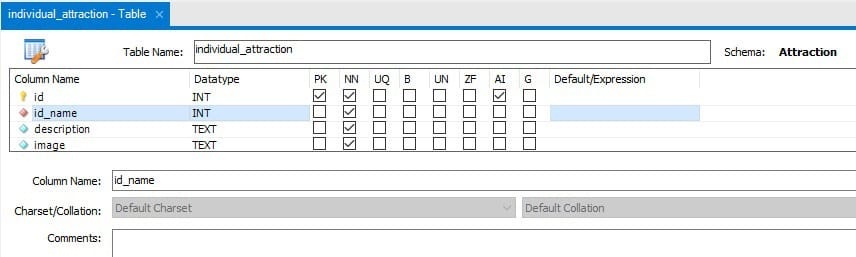 individual_attraction - Table ×
Table Name: individual_attraction Schema: Attraction
Column Name Datatype PK NN UQ B UN ZF AI G Default/Expression
id INT
id_name INT
description TEXT
image TEXT
Column Name: id_name
Charset/Collation: Default Charset Default Collation
Comments: